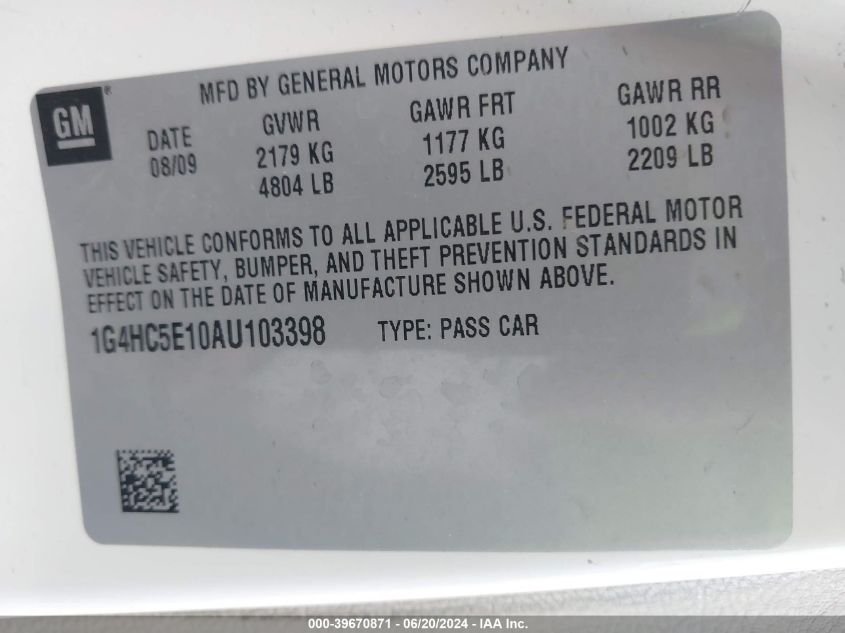 MFD BY GENERAL MOTORS COMPANY
GM®
DATE GVWR GAWR FRT GAWR RR
08/09 2179 KG 1177 KG 1002 KG
4804 LB 2595 LB 2209 LB
THIS VEHICLE CONFORMS TO ALL APPLICABLE U.S. FEDERAL MOTOR
VEHICLE SAFETY, BUMPER, AND THEFT PREVENTION STANDARDS IN
EFFECT ON THE DATE OF MANUFACTURE SHOWN ABOVE.
1G4HC5E10AU103398 TYPE: PASS CAR
000-39670871 / 06/20/2024 - IAA Inc.